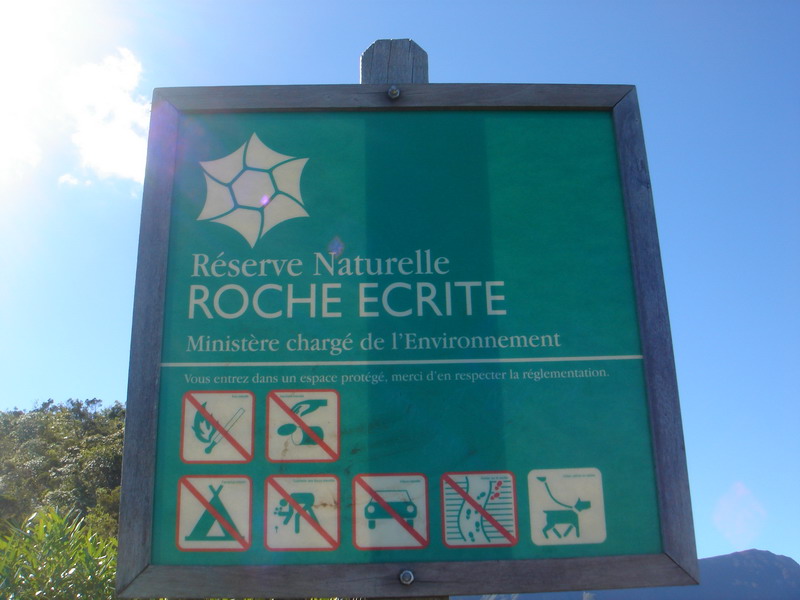 Réserve Naturelle
ROCHE ECRITE
Ministère chargé de l'Environnement
Vous entrez dans un espace protégé, merci d'en respecter la réglementation.